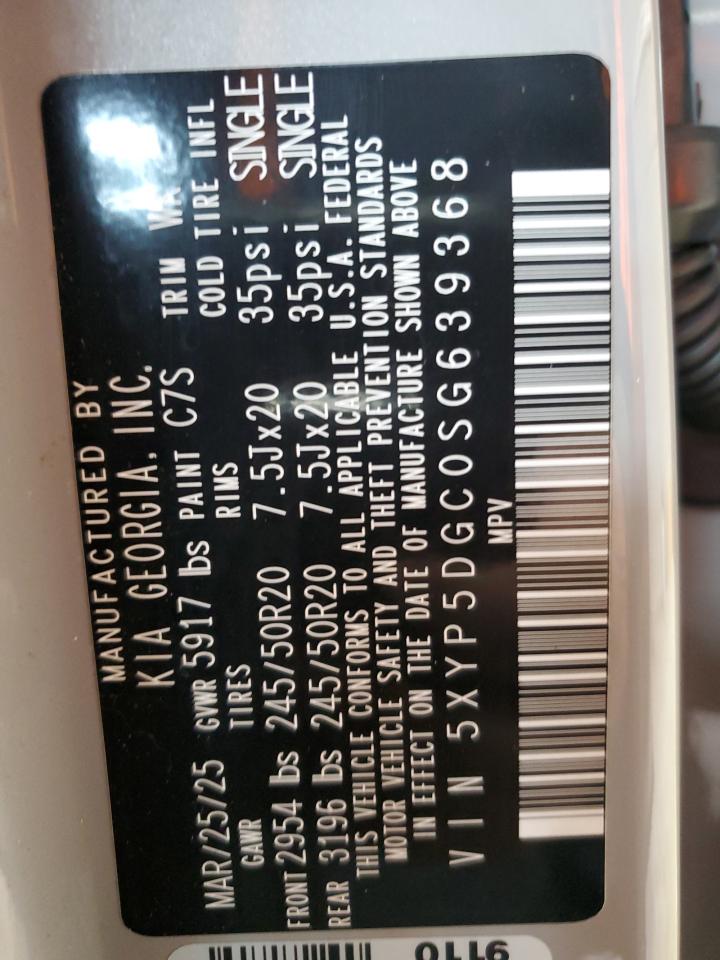 MANUFACTURED BY
KIA GEORGIA, INC.
MAR/25/25 GVWR 5917 lbs PAINT C7S TRIM
GAWR TIRES RIMS COLD TIRE INFL
FRONT 2954 lbs 245/50R20 7.5Jx20 35psi SINGLE
REAR 3196 lbs 245/50R20 7.5Jx20 35psi SINGLE
THIS VEHICLE CONFORMS TO ALL APPLICABLE U.S.A. FEDERAL
MOTOR VEHICLE SAFETY AND THEFT PREVENTION STANDARDS
IN EFFECT ON THE DATE OF MANUFACTURE SHOWN ABOVE
VIN 5XYP5DGC0SG639368
MPV